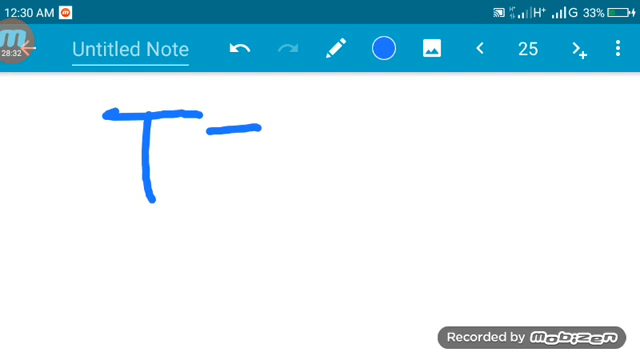 12:30 AM H+ G 33%
28:32
Untitled Note 25
T -
Recorded by mobizen